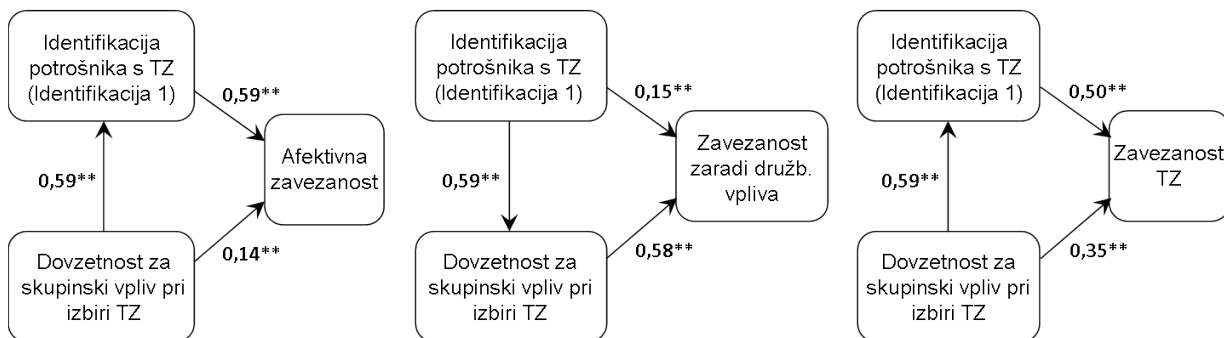 Identifikacija
potrošnika s TZ
(Identifikacija 1)
0,59**
Afektivna
zavezanost
0,59**
0,14**
Dovzetnost za
skupinski vpliv pri
izbiri TZ
Identifikacija
potrošnika s TZ
(Identifikacija 1)
0,15**
Zavezanost
zaradi družb.
vpliva
0,59**
0,58**
Dovzetnost za
skupinski vpliv pri
izbiri TZ
Identifikacija
potrošnika s TZ
(Identifikacija 1)
0,50**
Zavezanost
TZ
0,59**
0,35**
Dovzetnost za
skupinski vpliv pri
izbiri TZ